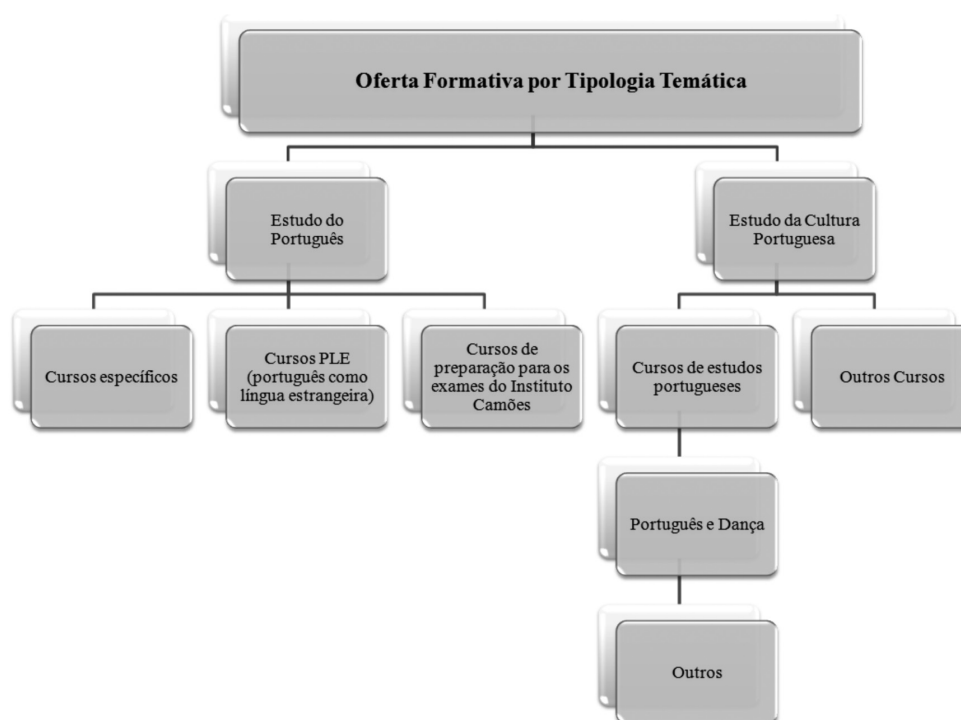 Oferta Formativa por Tipologia Temática
Estudo do
Português
Estudo da Cultura
Portuguesa
Cursos específicos
Cursos PLE
(português como
língua estrangeira)
Cursos de
preparação para os
exames do Instituto
Camões
Cursos de estudos
portugueses
Outros Cursos
Português e Dança
Outros